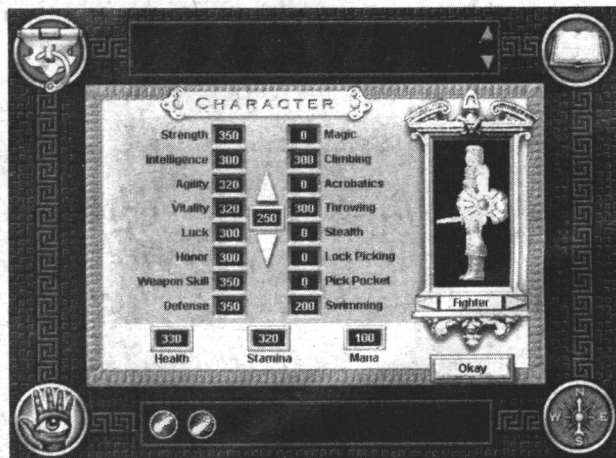 CHARACTER
Strength 350 0 Magic
Intelligence 300 300 Climbing
Agility 320 0 Acrobatics
Vitality 320 250 300 Throwing
Luck 300 0 Stealth
Honor 300 0 Lock Picking
Weapon Skill 350 0 Pick Pocket
Defense 350 200 Swimming
Fighter
330 320 100
Health Stamina Mana
Okay
N
W E
S